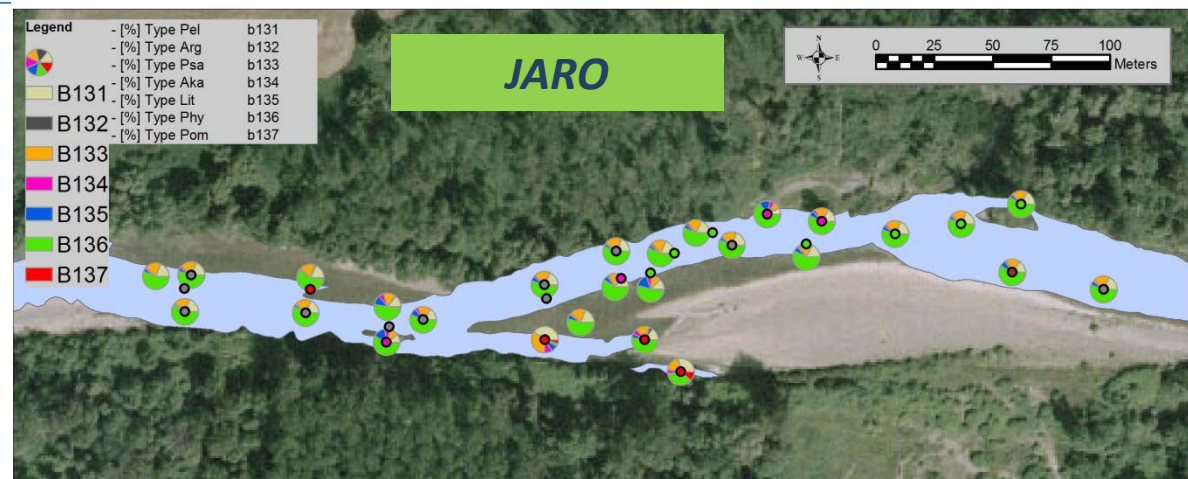 Legend
- [%] Type Pel b131
- [%] Type Arg b132
- [%] Type Psa b133
- [%] Type Aka b134
- [%] Type Lit b135
- [%] Type Phy b136
- [%] Type Pom b137
B131
B132
B133
B134
B135
B136
B137
JARO
N
W E
S
0 25 50 75 100
Meters